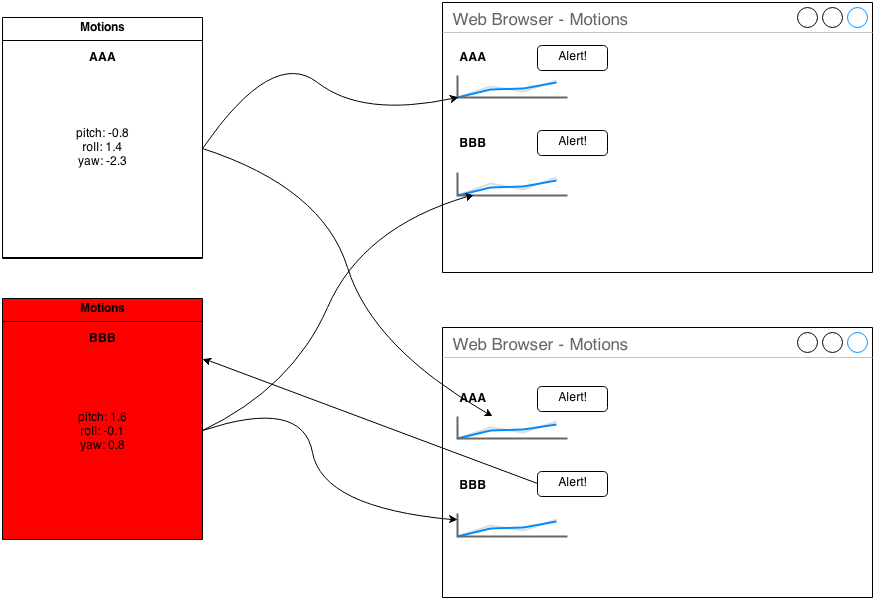 Motions
AAA
pitch: -0.8
roll: 1.4
yaw: -2.3
Motions
BBB
pitch: 1.6
roll: -0.1
yaw: 0.8
Web Browser - Motions
AAA
Alert!
BBB
Alert!
Web Browser - Motions
AAA
Alert!
BBB
Alert!